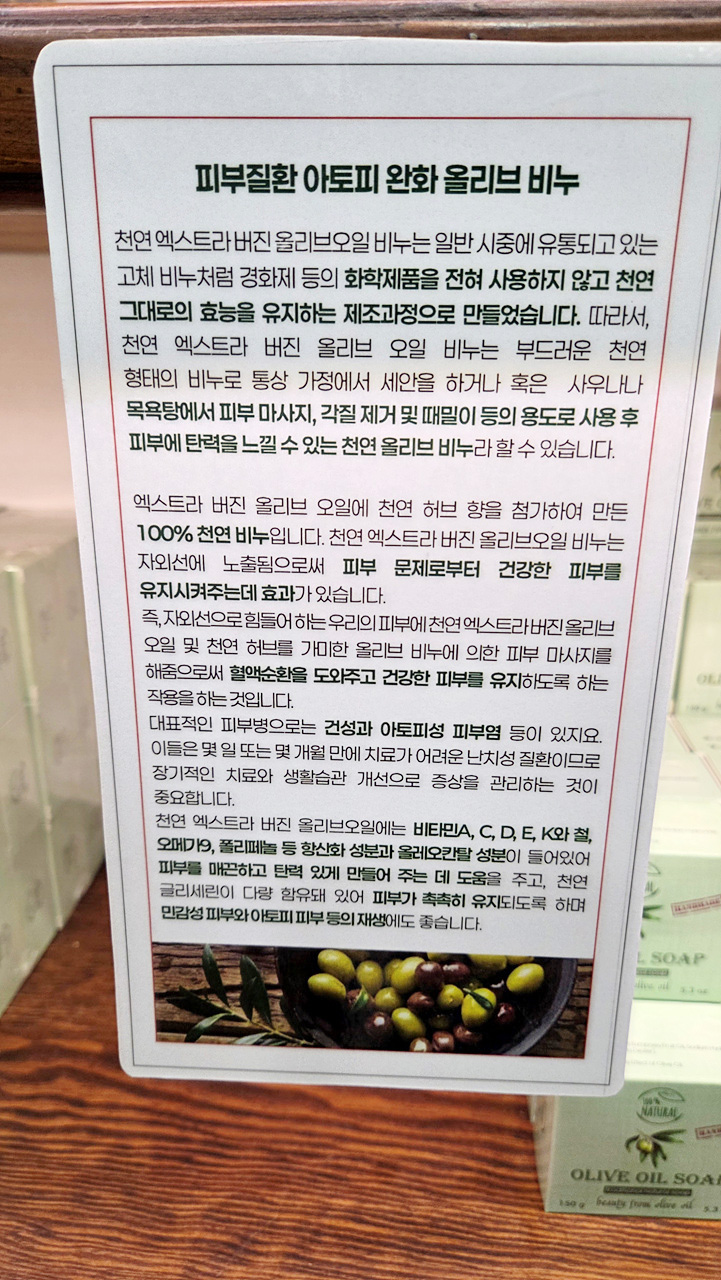 피부질환 아토피 완화 올리브 비누
천연 엑스트라 버진 올리브오일 비누는 일반 시중에 유통되고 있는
고체 비누처럼 경화제 등의 화학제품을 전혀 사용하지 않고 천연
그대로의 효능을 유지하는 제조과정으로 만들었습니다. 따라서,
천연 엑스트라 버진 올리브 오일 비누는 부드러운 천연
형태의 비누로 통상 가정에서 세안을 하거나 혹은 사우나나
목욕탕에서 피부 마사지, 각질 제거 및 때밀이 등의 용도로 사용 후
피부에 탄력을 느낄 수 있는 천연 올리브 비누라 할 수 있습니다.
엑스트라 버진 올리브 오일에 천연 허브 향을 첨가하여 만든
100% 천연 비누입니다. 천연 엑스트라 버진 올리브오일 비누는
자외선에 노출됨으로써 피부 문제로부터 건강한 피부를
유지시켜주는데 효과가 있습니다.
즉, 자외선으로 힘들어 하는 우리의 피부에 천연 엑스트라 버진 올리브
오일 및 천연 허브를 가미한 올리브 비누에 의한 피부 마사지를
해줌으로써 혈액순환을 도와주고 건강한 피부를 유지하도록 하는
작용을 하는 것입니다.
대표적인 피부병으로는 건성과 아토피성 피부염 등이 있지요.
이들은 몇 일 또는 몇 개월 만에 치료가 어려운 난치성 질환이므로
장기적인 치료와 생활습관 개선으로 증상을 관리하는 것이
중요합니다.
천연 엑스트라 버진 올리브오일에는 비타민A, C, D, E, K와 철,
오메가9, 폴리페놀 등 항산화 성분과 올레오칸탈 성분이 들어있어
피부를 매끈하고 탄력 있게 만들어 주는 데 도움을 주고, 천연
글리세린이 다량 함유돼 있어 피부가 촉촉히 유지되도록 하며
민감성 피부와 아토피 피부 등의 재생에도 좋습니다.
SOAP
olive oil 5.3 oz
100%
NATURAL
OLIVE OIL SOAP
150 g beauty from olive oil 5.3